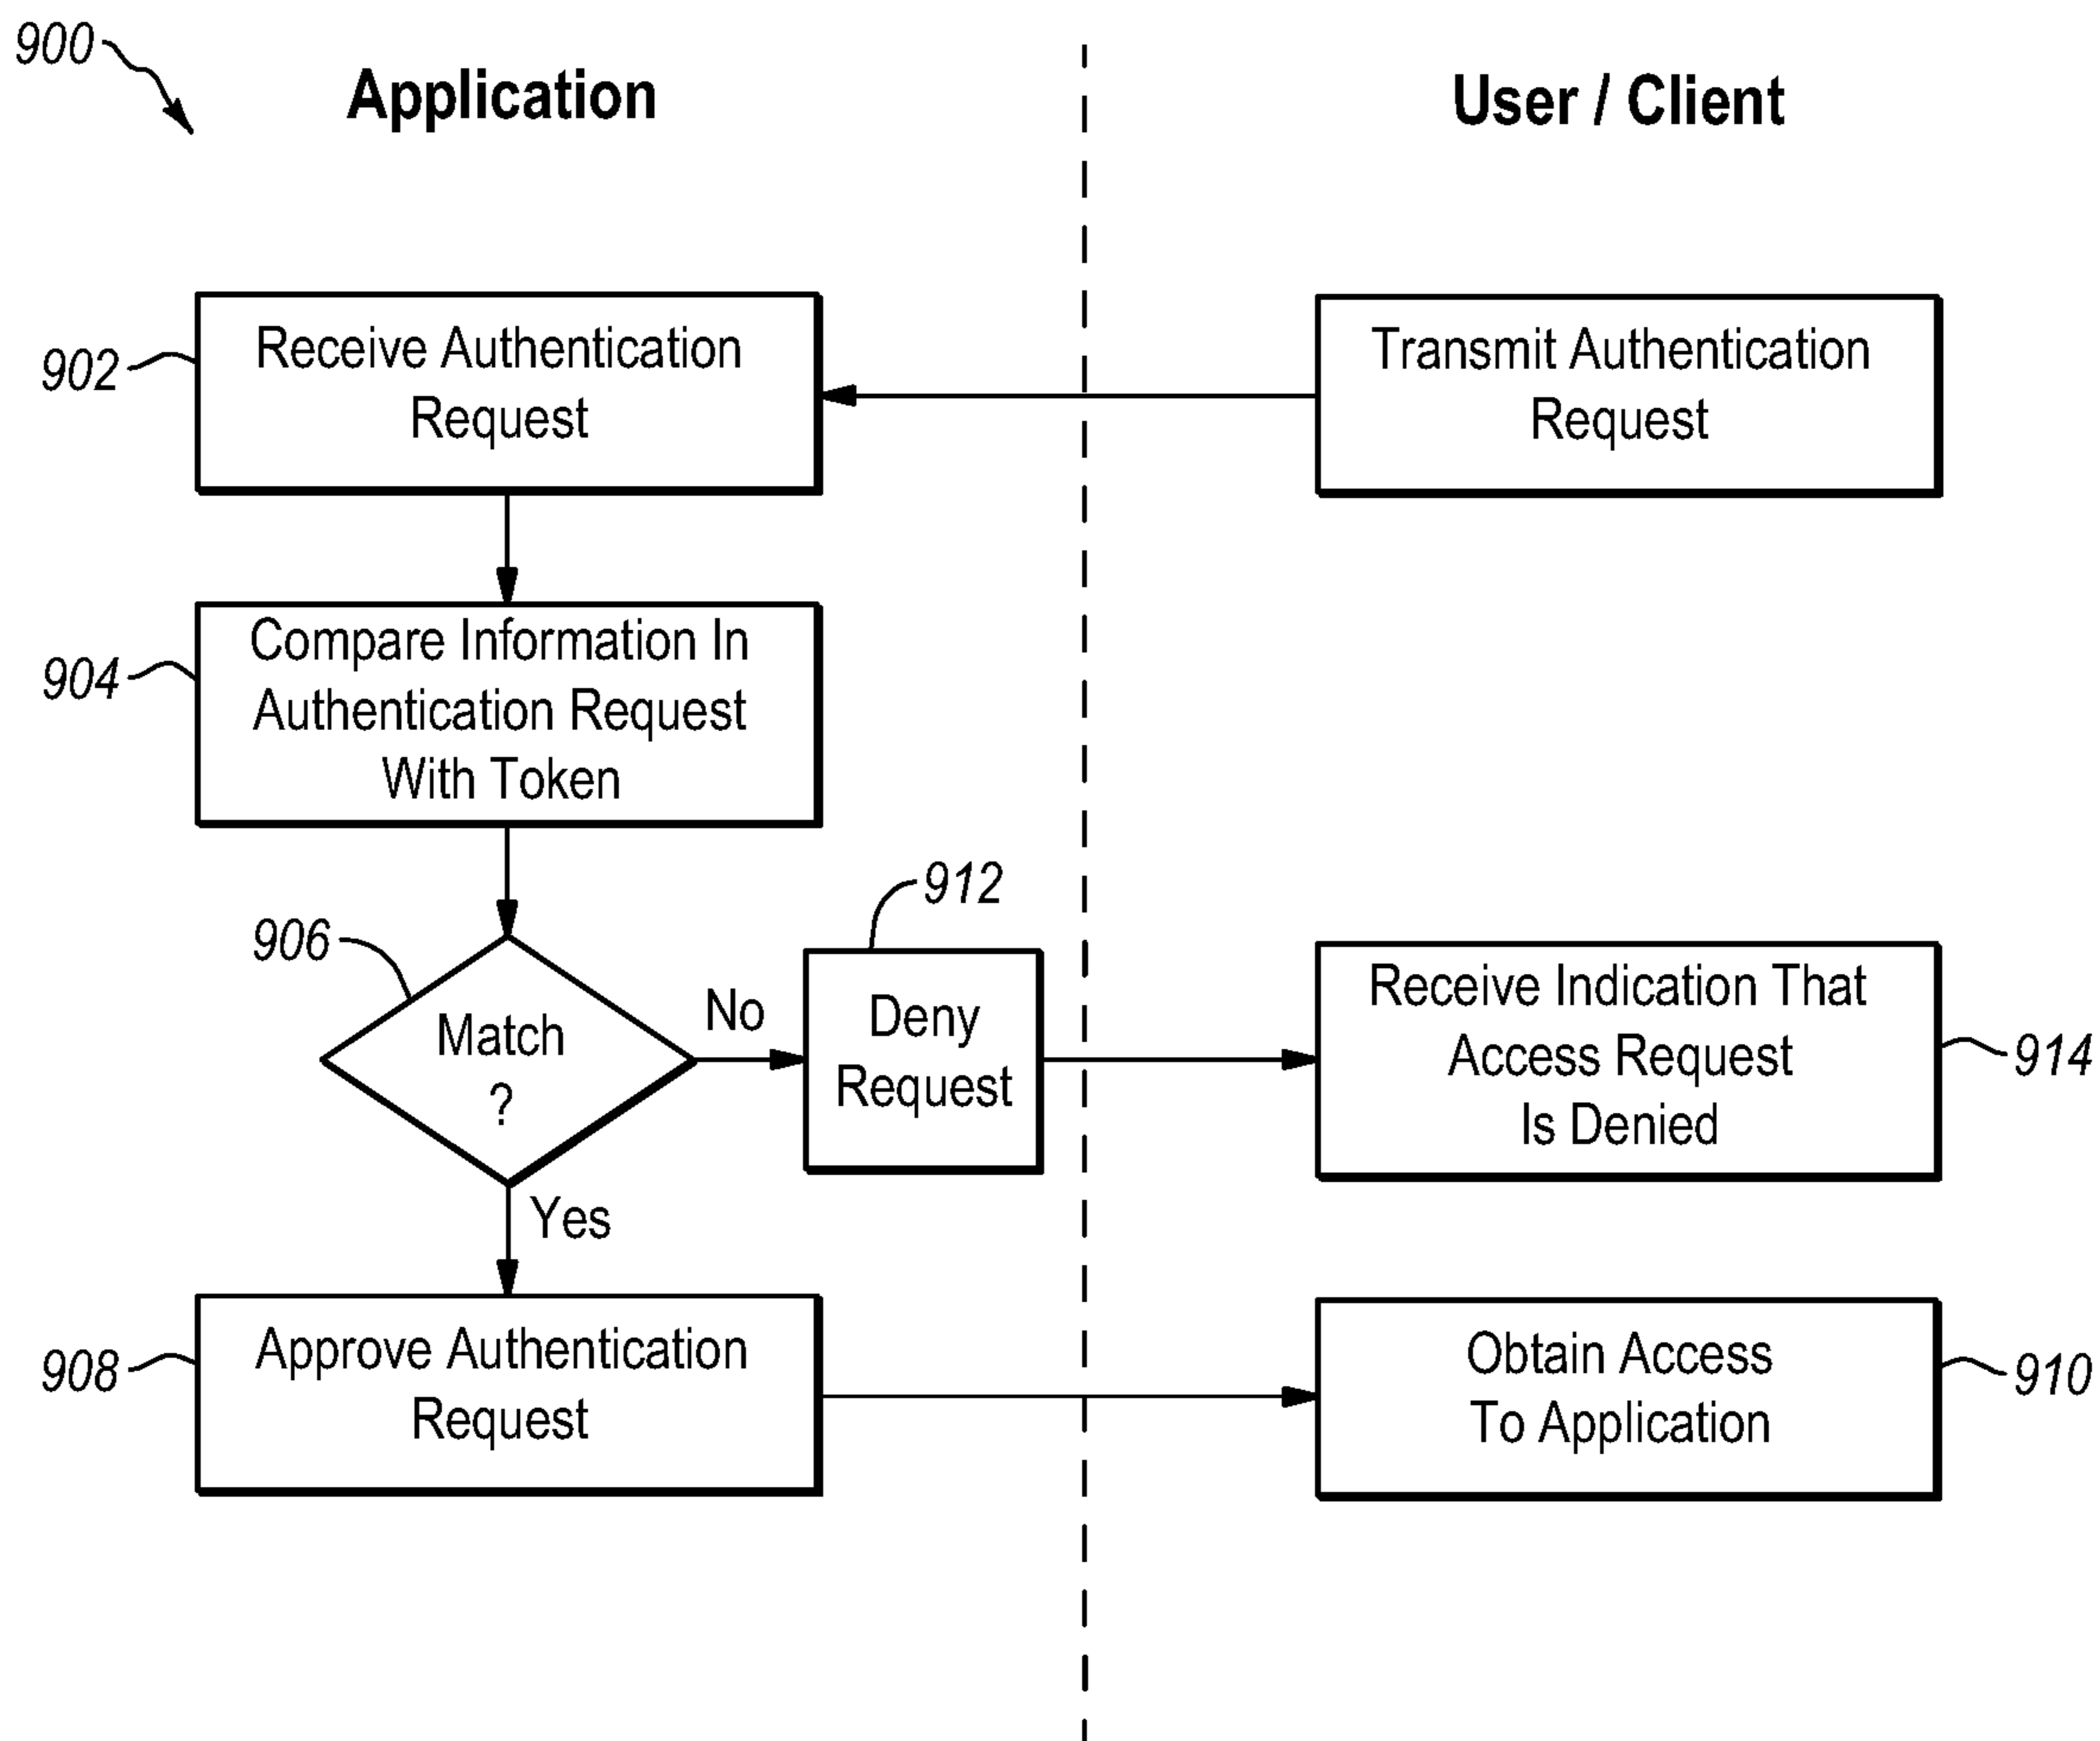 900
Application
User / Client
902
Receive Authentication
Request
Transmit Authentication
Request
904
Compare Information In
Authentication Request
With Token
906
Match
?
No
912
Deny
Request
Receive Indication That
Access Request
Is Denied
914
Yes
908
Approve Authentication
Request
Obtain Access
To Application
910